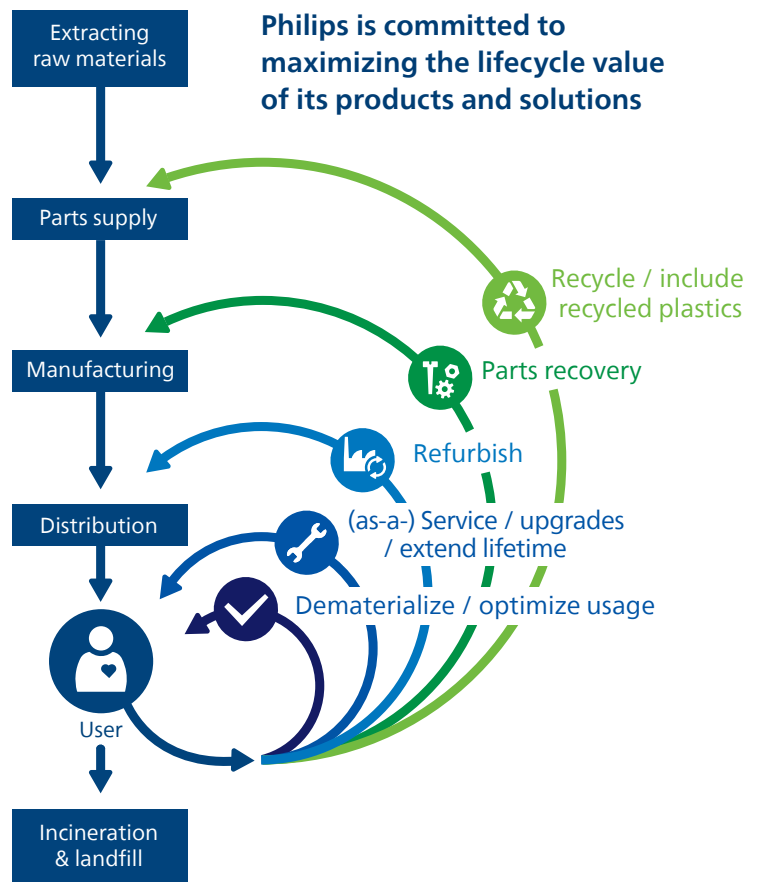 Philips is committed to
maximizing the lifecycle value
of its products and solutions
Extracting
raw materials
Parts supply
Recycle / include
recycled plastics
Manufacturing
Parts recovery
Refurbish
Distribution
(as-a-) Service / upgrades
/ extend lifetime
Dematerialize / optimize usage
User
Incineration
& landfill